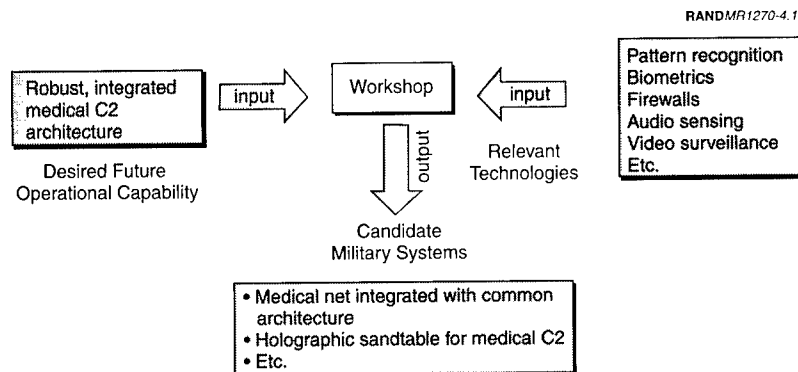 RANDMR1270-4.1
Robust, integrated
medical C2
architecture
input
Workshop
input
Pattern recognition
Biometrics
Firewalls
Audio sensing
Video surveillance
Etc.
Desired Future
Operational Capability
output
Relevant
Technologies
Candidate
Military Systems
• Medical net integrated with common
architecture
• Holographic sandtable for medical C2
• Etc.